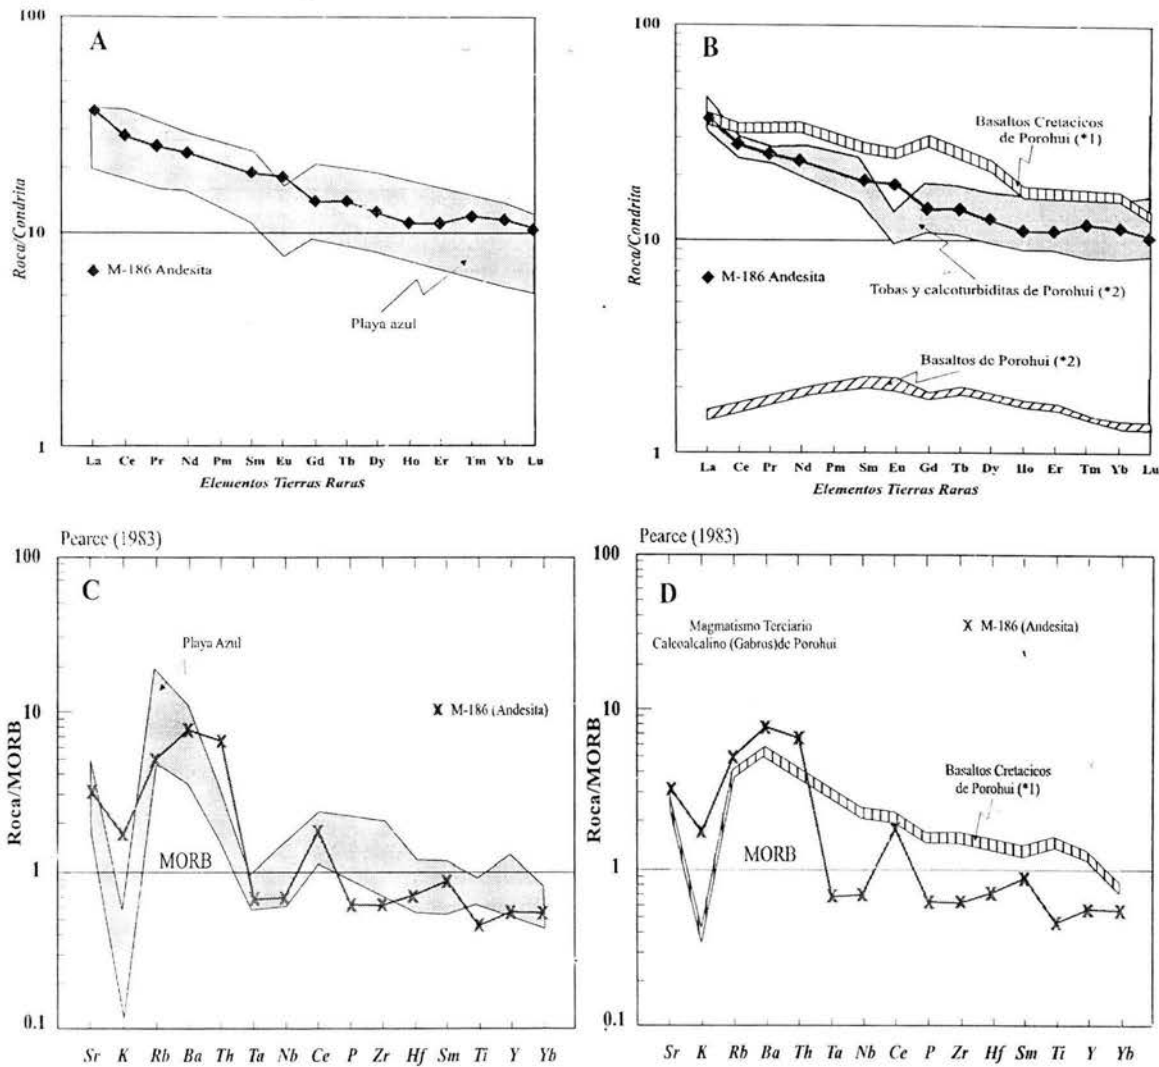 100
A
10
1
Roca/Condrita
M-186 Andesita
Playa azul
La Ce Pr Nd Pm Sm Eu Gd Tb Dy Ho Er Tm Yb Lu
Elementos Tierras Raras
100
B
10
1
Roca/Condrita
Basaltos Cretacicos
de Porohui (*1)
M-186 Andesita
Tobas y calcoturbiditas de Porohui (*2)
Basaltos de Porohui (*2)
La Ce Pr Nd Pm Sm Eu Gd Tb Dy Ho Er Tm Yb Lu
Elementos Tierras Raras
Pearce (1983)
100
C
10
1
0.1
Roca/MORB
Playa Azul
M-186 (Andesita)
MORB
Sr K Rb Ba Th Ta Nb Ce P Zr Hf Sm Ti Y Yb
Pearce (1983)
100
D
10
1
0.1
Roca/MORB
Magmatismo Terciario
Calcoalcalino (Gabros)de Porohui
M-186 (Andesita)
Basaltos Cretacicos
de Porohui (*1)
MORB
Sr K Rb Ba Th Ta Nb Ce P Zr Hf Sm Ti Y Yb